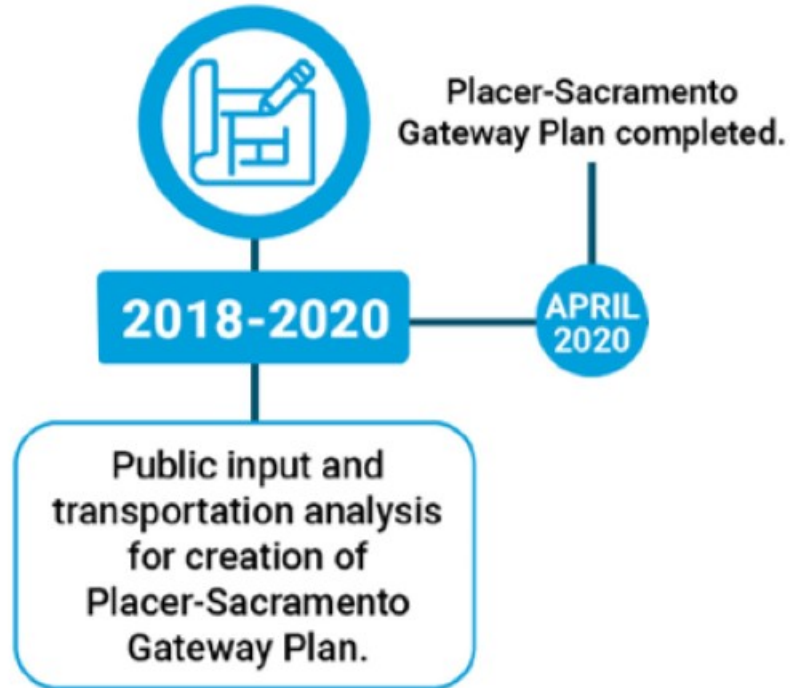 Placer-Sacramento
Gateway Plan completed.
2018-2020
APRIL
2020
Public input and
transportation analysis
for creation of
Placer-Sacramento
Gateway Plan.